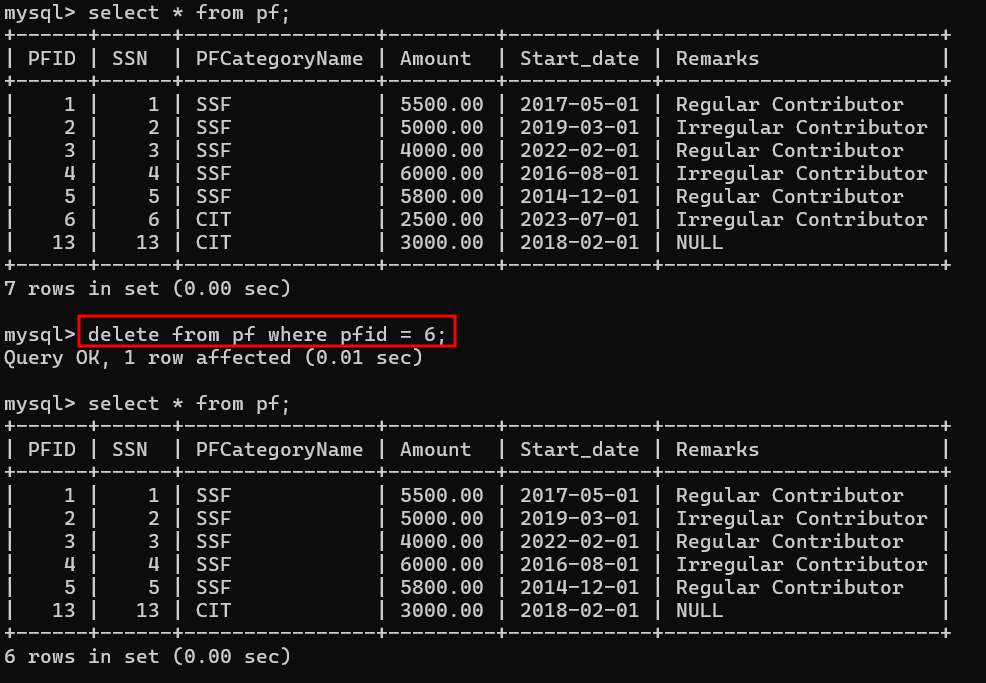 mysql> select * from pf;
+------+------+----------------+---------+------------+-----------------------+
| PFID | SSN  | PFCategoryName | Amount  | Start_date | Remarks               |
+------+------+----------------+---------+------------+-----------------------+
|    1 |    1 | SSF            | 5500.00 | 2017-05-01 | Regular Contributor   |
|    2 |    2 | SSF            | 5000.00 | 2019-03-01 | Irregular Contributor |
|    3 |    3 | SSF            | 4000.00 | 2022-02-01 | Regular Contributor   |
|    4 |    4 | SSF            | 6000.00 | 2016-08-01 | Irregular Contributor |
|    5 |    5 | SSF            | 5800.00 | 2014-12-01 | Regular Contributor   |
|    6 |    6 | CIT            | 2500.00 | 2023-07-01 | Irregular Contributor |
|   13 |   13 | CIT            | 3000.00 | 2018-02-01 | NULL                  |
+------+------+----------------+---------+------------+-----------------------+
7 rows in set (0.00 sec)

mysql> delete from pf where pfid = 6;
Query OK, 1 row affected (0.01 sec)

mysql> select * from pf;
+------+------+----------------+---------+------------+-----------------------+
| PFID | SSN  | PFCategoryName | Amount  | Start_date | Remarks               |
+------+------+----------------+---------+------------+-----------------------+
|    1 |    1 | SSF            | 5500.00 | 2017-05-01 | Regular Contributor   |
|    2 |    2 | SSF            | 5000.00 | 2019-03-01 | Irregular Contributor |
|    3 |    3 | SSF            | 4000.00 | 2022-02-01 | Regular Contributor   |
|    4 |    4 | SSF            | 6000.00 | 2016-08-01 | Irregular Contributor |
|    5 |    5 | SSF            | 5800.00 | 2014-12-01 | Regular Contributor   |
|   13 |   13 | CIT            | 3000.00 | 2018-02-01 | NULL                  |
+------+------+----------------+---------+------------+-----------------------+
6 rows in set (0.00 sec)